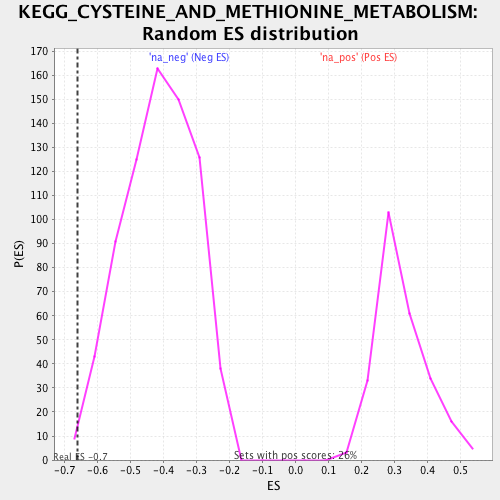 KEGG_CYSTEINE_AND_METHIONINE_METABOLISM:
Random ES distribution
'na_neg' (Neg ES) 'na_pos' (Pos ES)
170
160
150
140
130
120
110
100
90
80
70
60
50
40
30
20
10
0
P(ES)
Real ES -0.7 Sets with pos scores: 26%
-0.7 -0.6 -0.5 -0.4 -0.3 -0.2 -0.1 0.0 0.1 0.2 0.3 0.4 0.5
ES